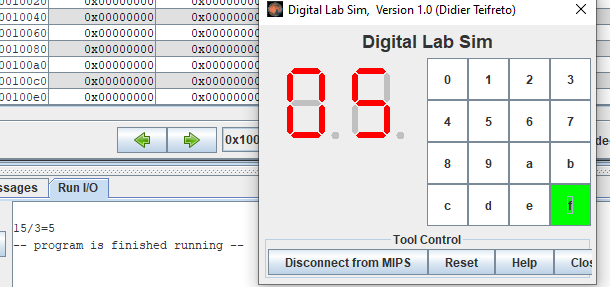 0010020 0x00000000 0x00000000
0010040 0x00000000 0x00000000
0010060 0x00000000 0x00000000
0010080 0x00000000 0x00000000
00100a0 0x00000000 0x00000000
00100c0 0x00000000 0x00000000
00100e0 0x00000000 0x00000000
0x100
ssages Run I/O
15/3=5
-- program is finished running --
Digital Lab Sim, Version 1.0 (Didier Teifreto)
Digital Lab Sim
05
0 1 2 3
4 5 6 7
8 9 a b
c d e f
de
Tool Control
Disconnect from MIPS Reset Help Clos